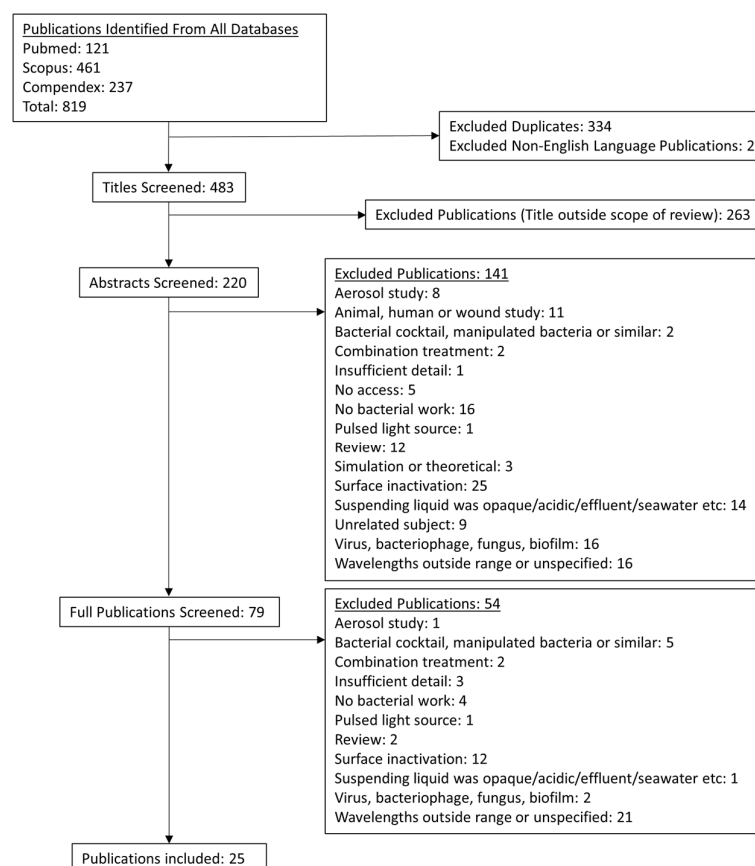 Publications Identified From All Databases
Pubmed: 121
Scopus: 461
Compendex: 237
Total: 819
Excluded Duplicates: 334
Excluded Non-English Language Publications: 2
Titles Screened: 483
Excluded Publications (Title outside scope of review): 263
Abstracts Screened: 220
Excluded Publications: 141
Aerosol study: 8
Animal, human or wound study: 11
Bacterial cocktail, manipulated bacteria or similar: 2
Combination treatment: 2
Insufficient detail: 1
No access: 5
No bacterial work: 16
Pulsed light source: 1
Review: 12
Simulation or theoretical: 3
Surface inactivation: 25
Suspending liquid was opaque/acidic/effluent/seawater etc: 14
Unrelated subject: 9
Virus, bacteriophage, fungus, biofilm: 16
Wavelengths outside range or unspecified: 16
Full Publications Screened: 79
Excluded Publications: 54
Aerosol study: 1
Bacterial cocktail, manipulated bacteria or similar: 5
Combination treatment: 2
Insufficient detail: 3
No bacterial work: 4
Pulsed light source: 1
Review: 2
Surface inactivation: 12
Suspending liquid was opaque/acidic/effluent/seawater etc: 1
Virus, bacteriophage, fungus, biofilm: 2
Wavelengths outside range or unspecified: 21
Publications included: 25